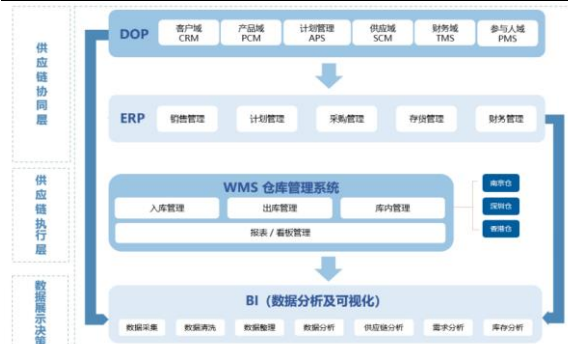 供应链协同层
DOP
客户域
CRM
产品域
PCM
计划管理
APS
供应域
SCM
财务域
TMS
参与人域
PMS
ERP
销售管理
计划管理
采购管理
存货管理
财务管理
供应链执行层
WMS 仓库管理系统
入库管理
出库管理
库内管理
报表 / 看板管理
南京仓
深圳仓
香港仓
数据展示决策
BI（数据分析及可视化）
数据采集
数据清洗
数据整理
数据分析
供应链分析
需求分析
库存分析